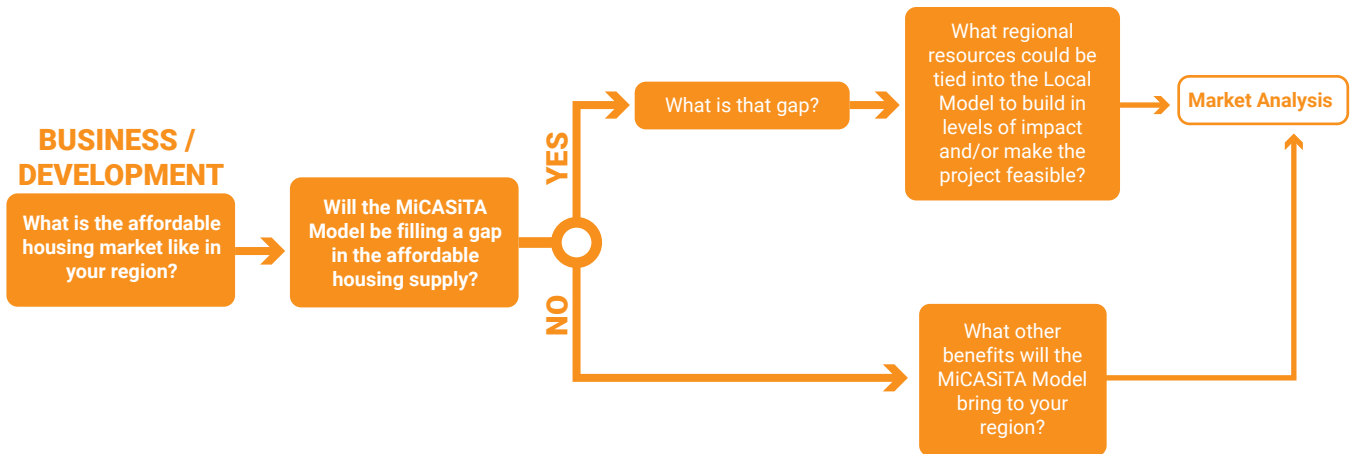 BUSINESS /
DEVELOPMENT
What is the affordable
housing market like in
your region?
Will the MiCASiTA
Model be filling a gap
in the affordable
housing supply?
YES
What is that gap?
What regional
resources could be
tied into the Local
Model to build in
levels of impact
and/or make the
project feasible?
Market Analysis
NO
What other
benefits will the
MiCASiTA Model
bring to your
region?